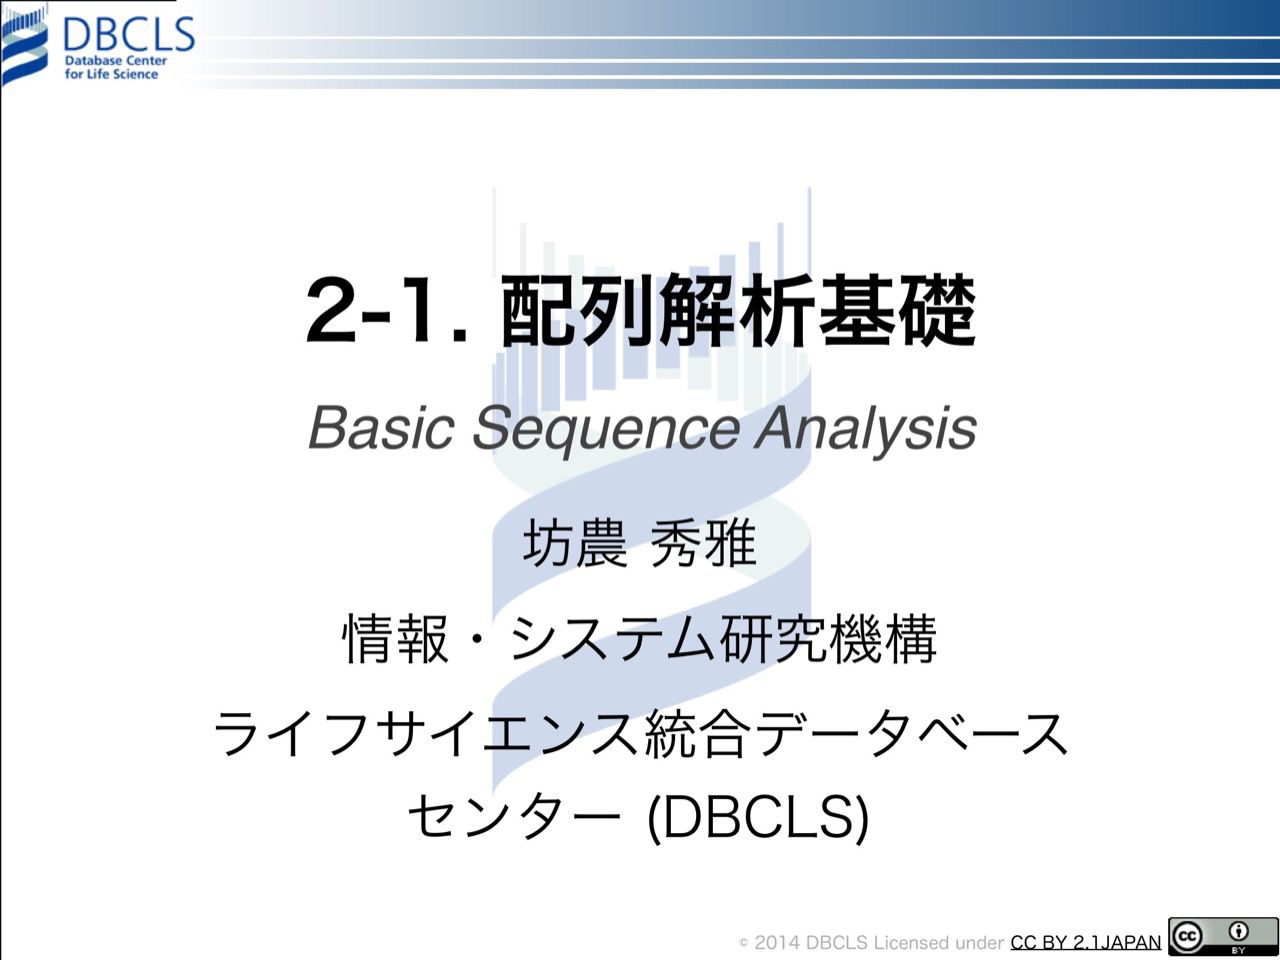 DBCLS
Database Center
for Life Science
2-1. 配列解析基礎
Basic Sequence Analysis
坊農 秀雅
情報・システム研究機構
ライフサイエンス統合データベース
センター (DBCLS)
© 2014 DBCLS Licensed under CC BY 2.1JAPAN
cc
BY